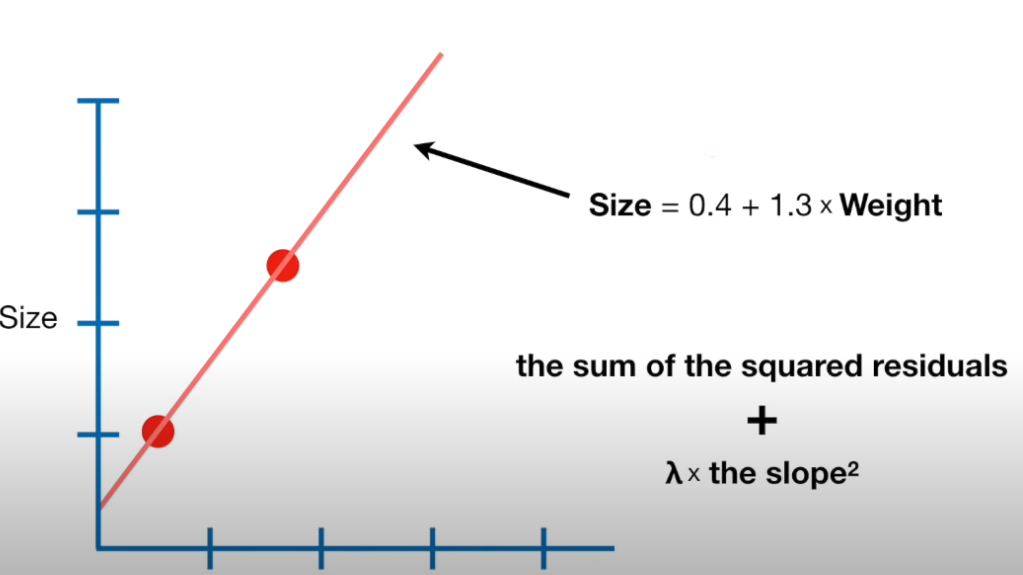 Size = 0.4 + 1.3 x Weight
Size
the sum of the squared residuals
+
λ x the slope²